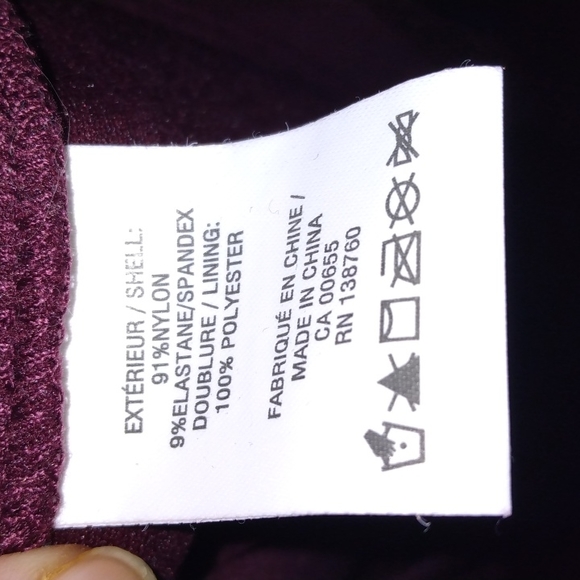 EXTÉRIEUR / SHELL:
91%NYLON
9%ELASTANE/SPANDEX
DOUBLURE / LINING:
100% POLYESTER
FABRIQUÉ EN CHINE /
MADE IN CHINA
CA 00655
RN 138760